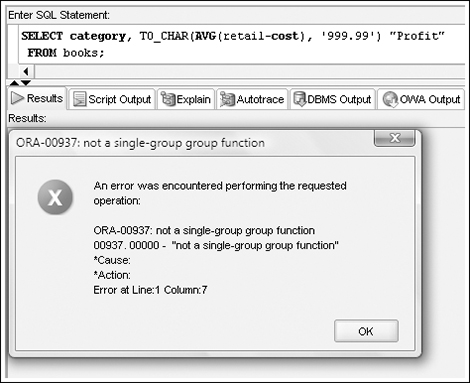 Enter SQL Statement:
SELECT category, TO_CHAR(AVG(retail-cost), '999.99') "Profit"
FROM books;
Results Script Output Explain Autotrace DBMS Output OWA Output
Results:
ORA-00937: not a single-group group function
An error was encountered performing the requested
operation:
ORA-00937: not a single-group group function
00937. 00000 - "not a single-group group function"
*Cause:
*Action:
Error at Line:1 Column:7
OK